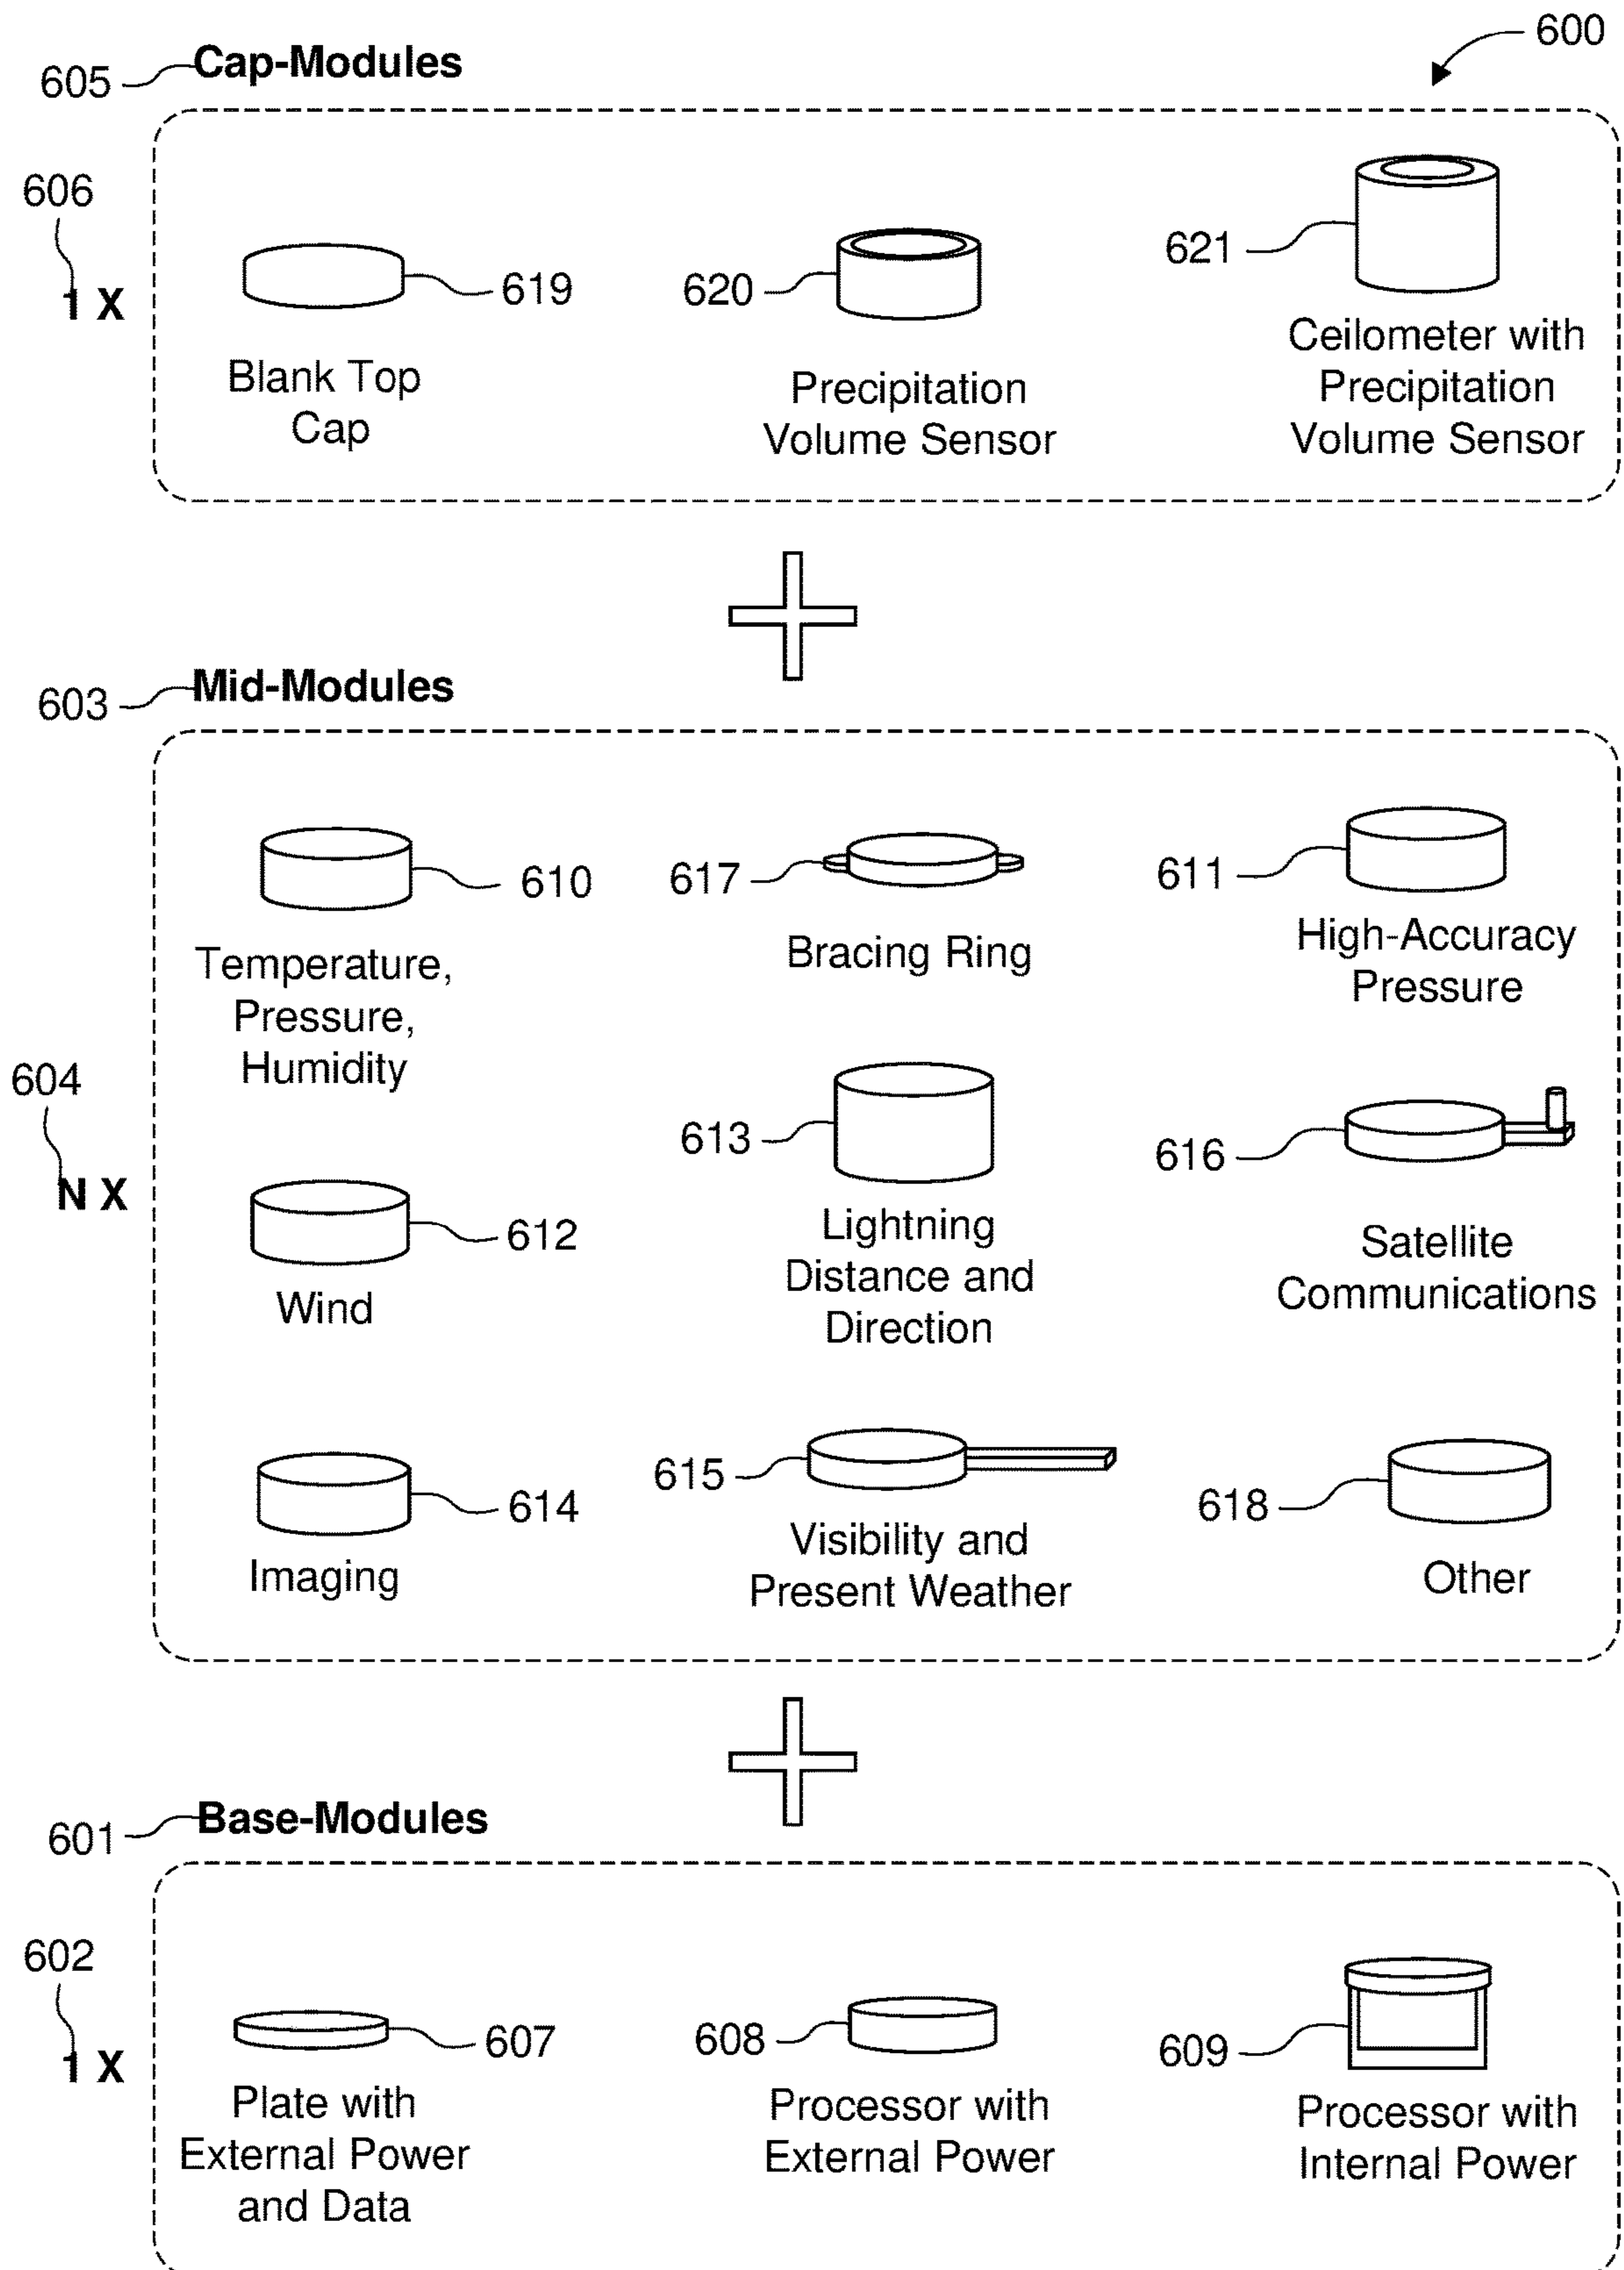 600
605 Cap-Modules
606
1 X
619
620
621
Blank Top
Cap
Precipitation
Volume Sensor
Ceilometer with
Precipitation
Volume Sensor
603 Mid-Modules
604
N X
610
617
611
Temperature,
Pressure,
Humidity
Bracing Ring
High-Accuracy
Pressure
612
613
616
Wind
Lightning
Distance and
Direction
Satellite
Communications
614
615
618
Imaging
Visibility and
Present Weather
Other
601 Base-Modules
602
1 X
607
608
609
Plate with
External Power
and Data
Processor with
External Power
Processor with
Internal Power